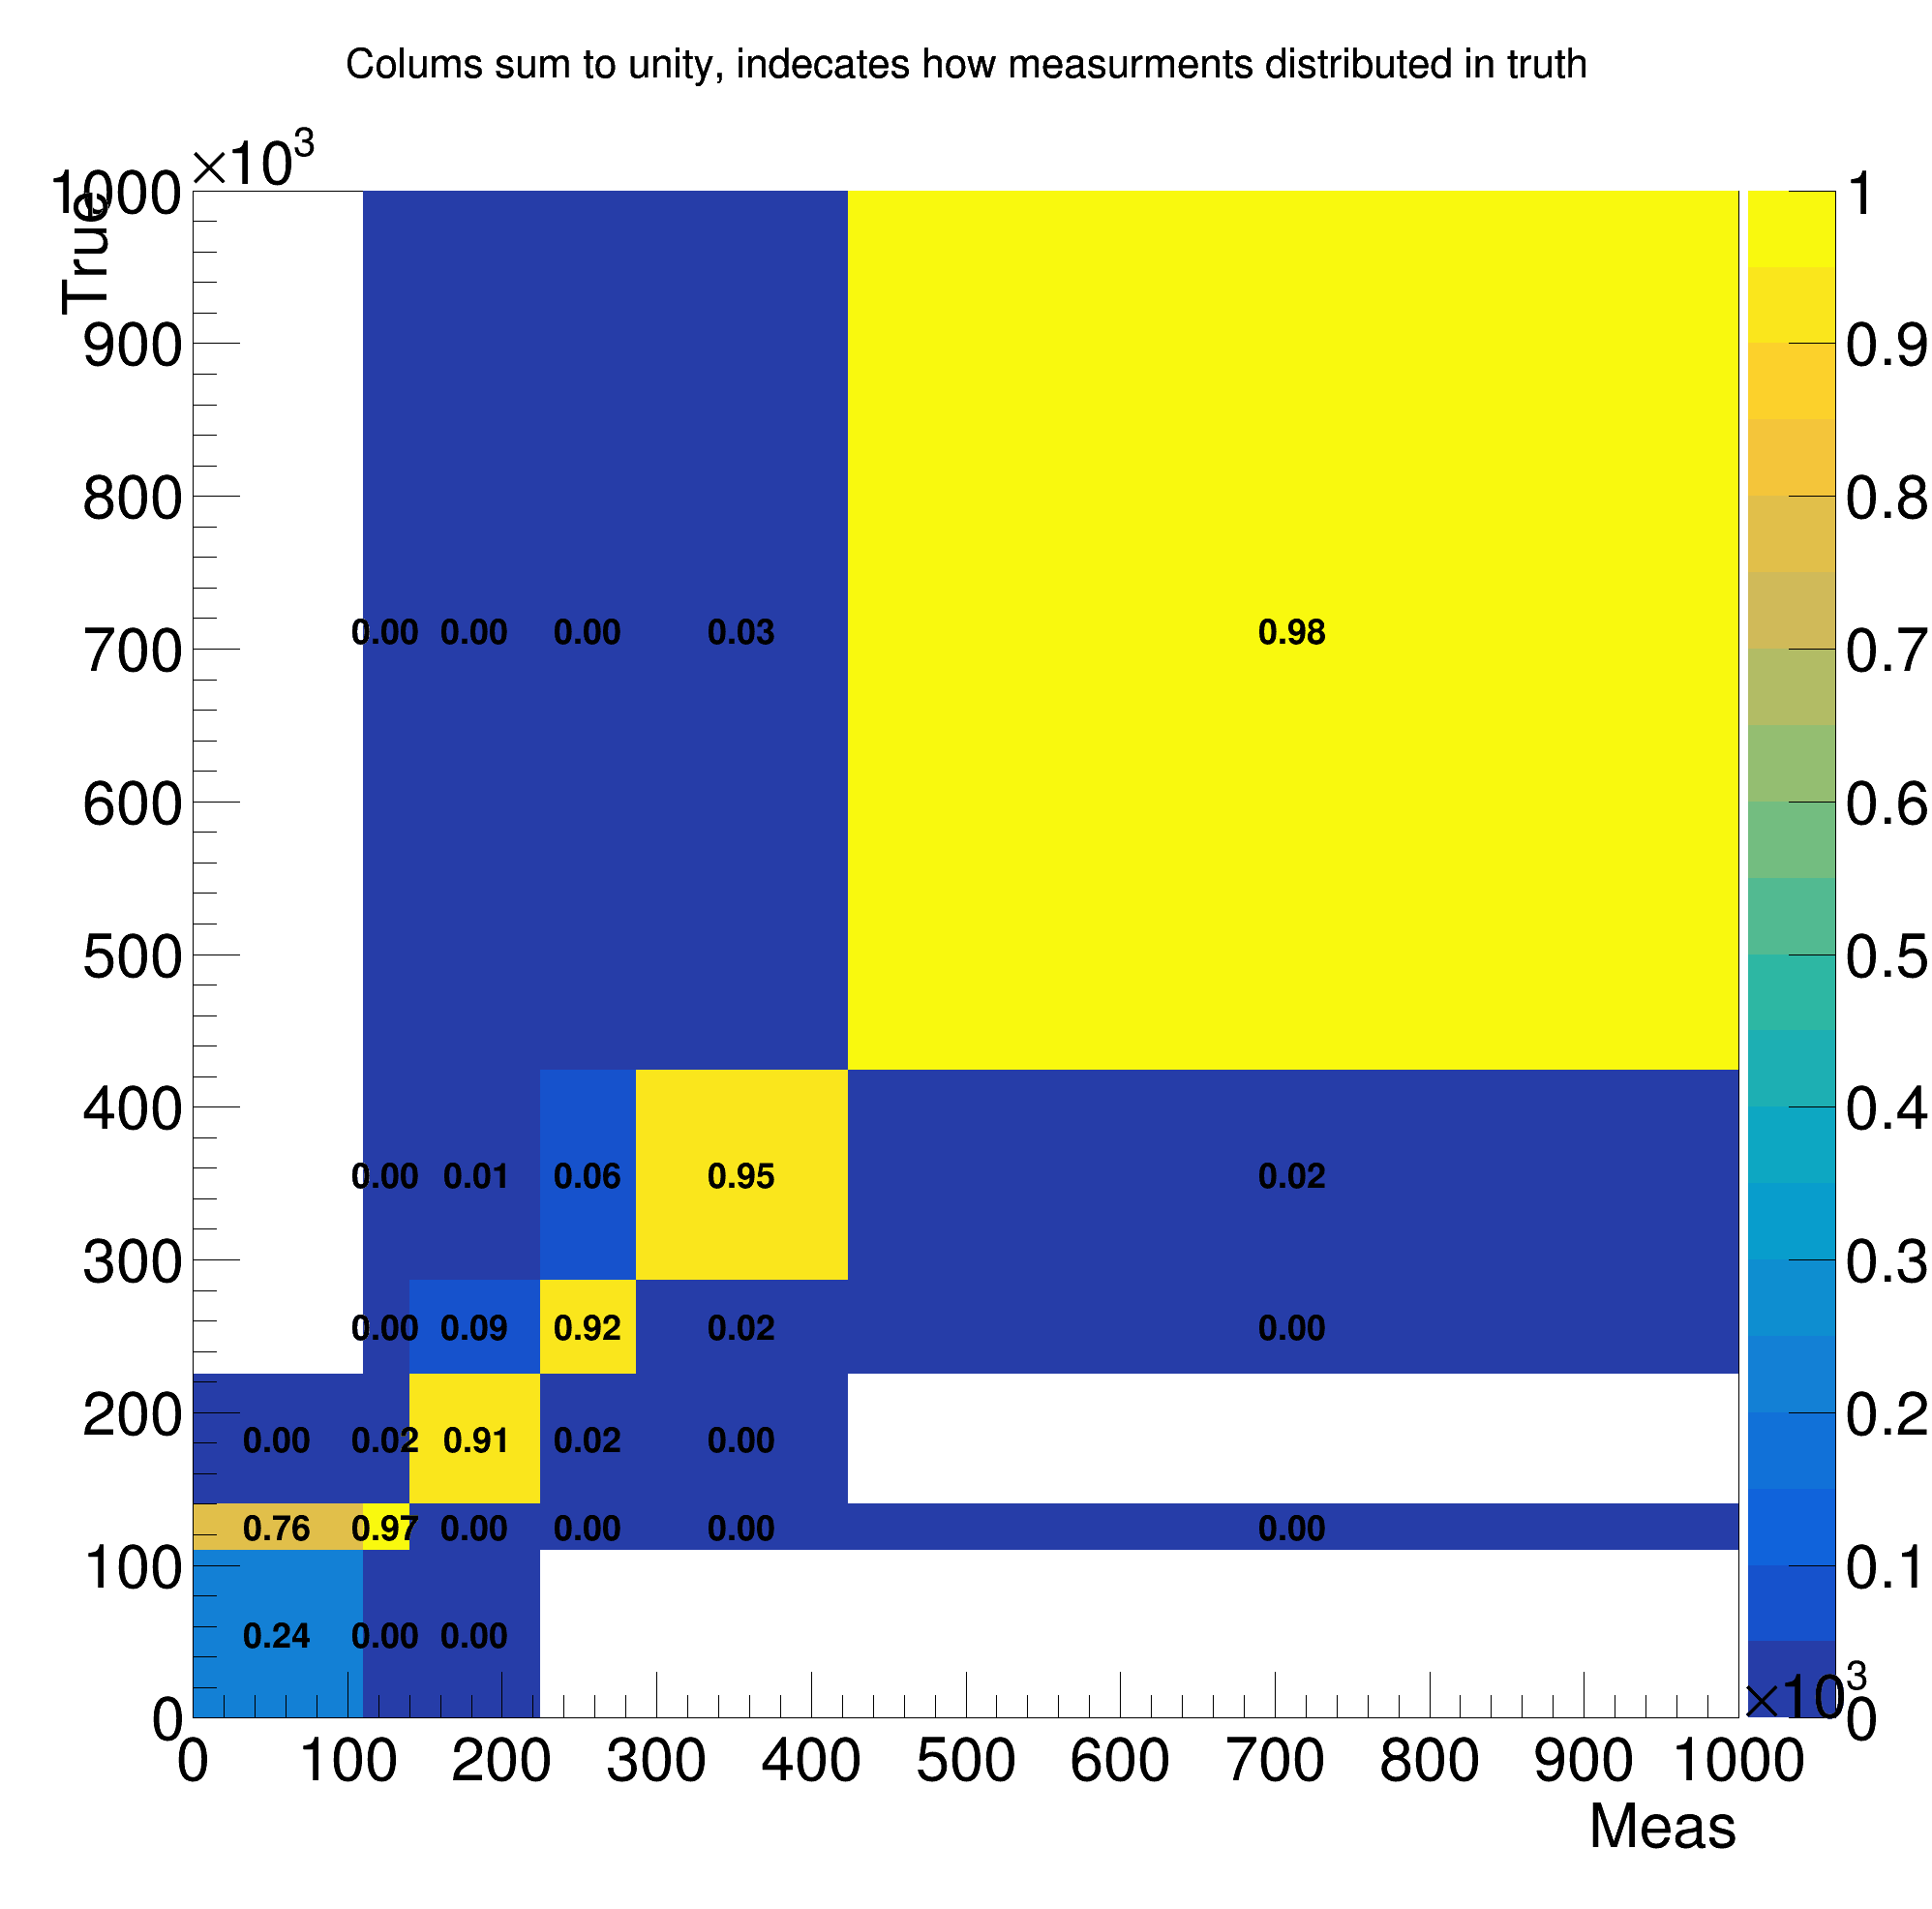 Colums sum to unity, indecates how measurments distributed in truth
×10³
True
1000
900
800
700
600
500
400
300
200
100
0
0.00 0.00 0.00 0.03 0.98
0.00 0.01 0.06 0.95 0.02
0.00 0.09 0.92 0.02 0.00
0.00 0.02 0.91 0.02 0.00
0.76 0.97 0.00 0.00 0.00 0.00
0.24 0.00 0.00
0 100 200 300 400 500 600 700 800 900 1000
Meas
×10³
1
0.9
0.8
0.7
0.6
0.5
0.4
0.3
0.2
0.1
0